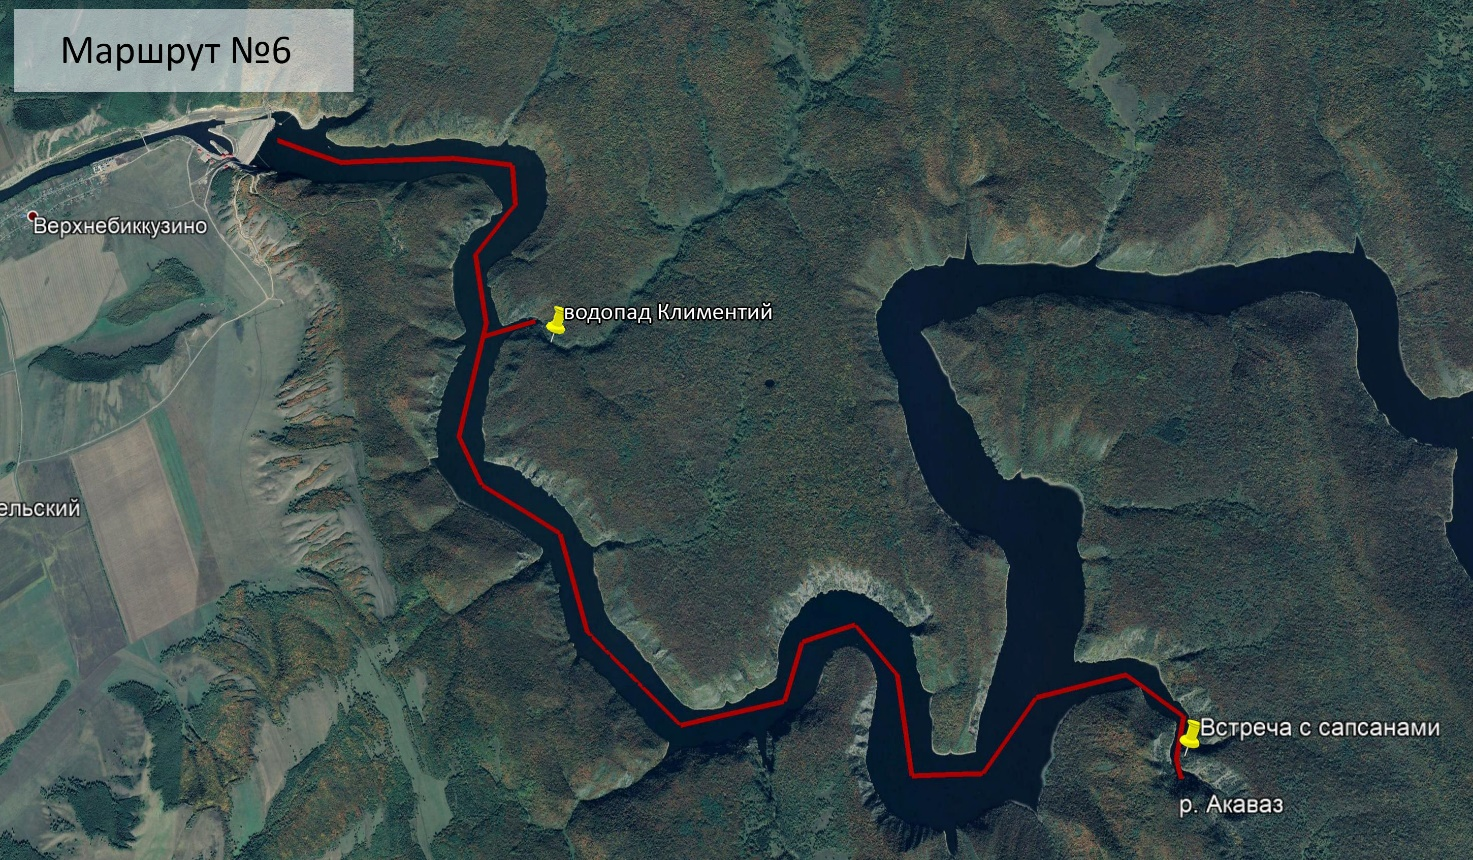 Маршрут №6
Верхнебиккузино
водопад Климентий
ельский
Встреча с сапсанами
р. Акаваз